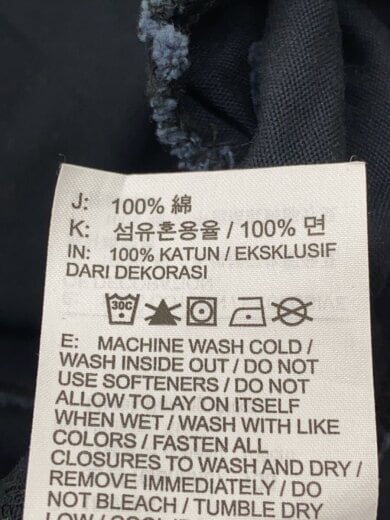 J: 100% 綿
K: 섬유혼용율 / 100% 면
IN: 100% KATUN / EKSKLUSIF
DARI DEKORASI
30C
E: MACHINE WASH COLD /
WASH INSIDE OUT / DO NOT
USE SOFTENERS / DO NOT
ALLOW TO LAY ON ITSELF
WHEN WET / WASH WITH LIKE
COLORS / FASTEN ALL
CLOSURES TO WASH AND DRY /
REMOVE IMMEDIATELY / DO
NOT BLEACH / TUMBLE DRY